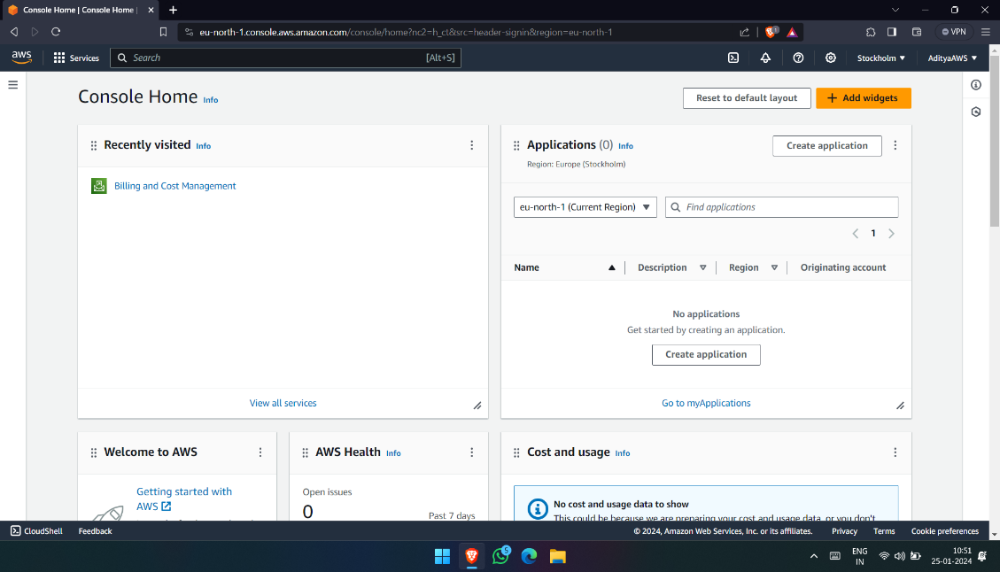 Console Home | Console Home |
eu-north-1.console.aws.amazon.com/console/home?nc2=h_ct&src=header-signin&region=eu-north-1
1
VPN
aws
Services
Search
[Alt+S]
Stockholm
AdityaAWS
Console Home
Info
Reset to default layout
Add widgets
Recently visited
Info
Billing and Cost Management
View all services
Applications (0)
Info
Create application
Region: Europe (Stockholm)
eu-north-1 (Current Region)
Find applications
1
Name
Description
Region
Originating account
No applications
Get started by creating an application.
Create application
Go to myApplications
Welcome to AWS
Getting started with
AWS
AWS Health
Info
Open issues
0
Past 7 days
Cost and usage
Info
No cost and usage data to show
This could be because we are preparing your cost and usage data, or you don't
CloudShell
Feedback
© 2024, Amazon Web Services, Inc. or its affiliates.
Privacy
Terms
Cookie preferences
5
ENG
IN
10:51
25-01-2024